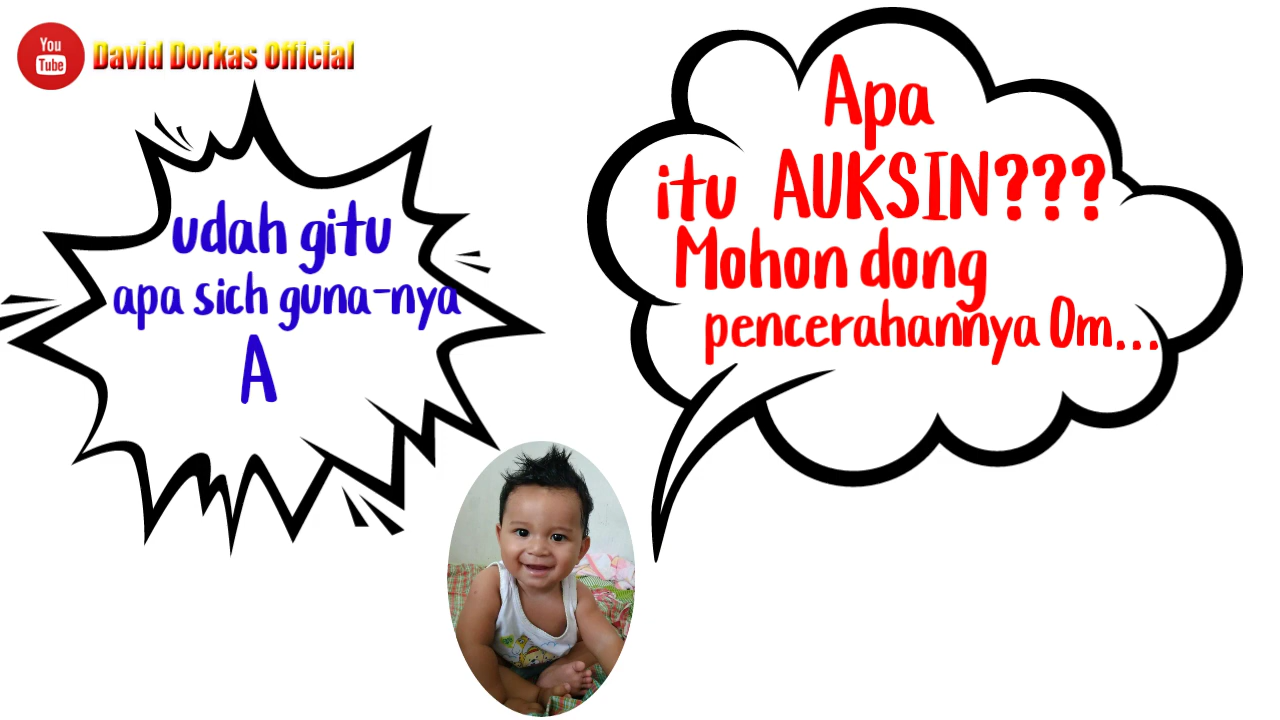 You
Tube
David Dorkas Official
udah gitu
apa sich guna-nya
A
Apa
itu AUKSIN???
Mohon dong
pencerahannya Om...